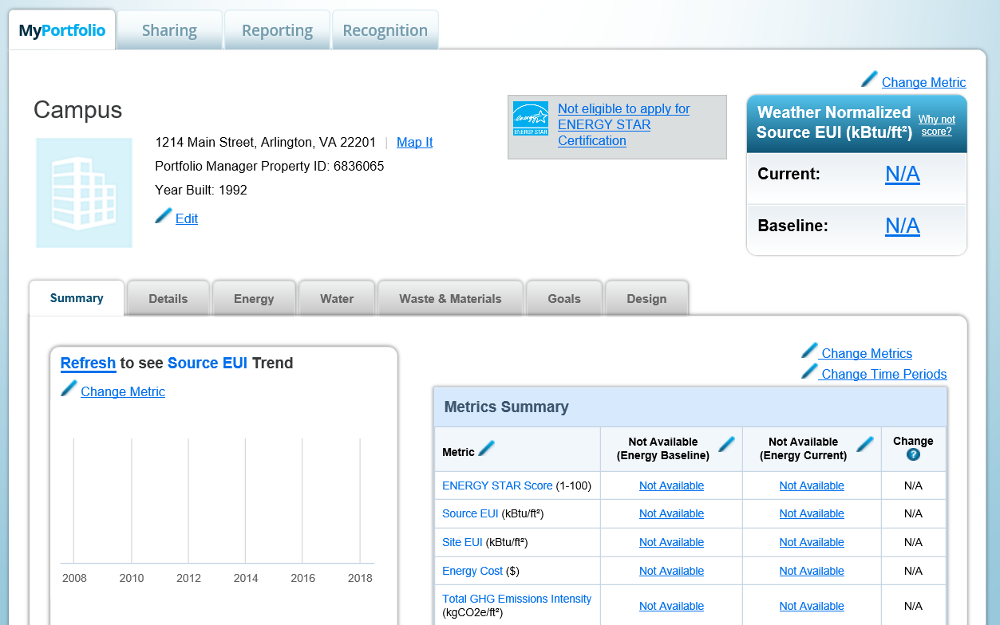 MyPortfolio
Sharing
Reporting
Recognition
Change Metric
Campus
1214 Main Street, Arlington, VA 22201 | Map It
Portfolio Manager Property ID: 6836065
Year Built: 1992
Edit
energy
ENERGY STAR
Not eligible to apply for
ENERGY STAR
Certification
Weather Normalized
Source EUI (kBtu/ft²)
Why not
score?
Current: N/A
Baseline: N/A
Summary
Details
Energy
Water
Waste & Materials
Goals
Design
Refresh to see Source EUI Trend
Change Metric
2008 2010 2012 2014 2016 2018
Change Metrics
Change Time Periods
Metrics Summary
Metric
Not Available
(Energy Baseline)
Not Available
(Energy Current)
Change
?
ENERGY STAR Score (1-100) Not Available Not Available N/A
Source EUI (kBtu/ft²) Not Available Not Available N/A
Site EUI (kBtu/ft²) Not Available Not Available N/A
Energy Cost ($) Not Available Not Available N/A
Total GHG Emissions Intensity
(kgCO2e/ft²) Not Available Not Available N/A